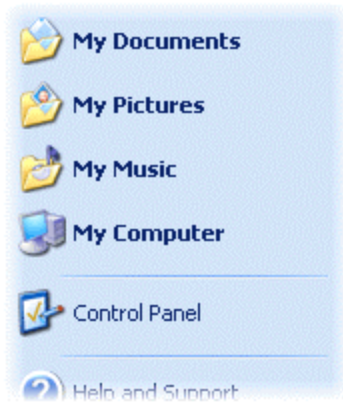 My Documents
My Pictures
My Music
My Computer
Control Panel
Help and Support